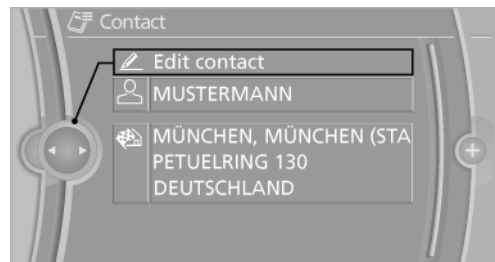 Contact
Edit contact
MUSTERMANN
MÜNCHEN, MÜNCHEN (STA
PETUELRING 130
DEUTSCHLAND